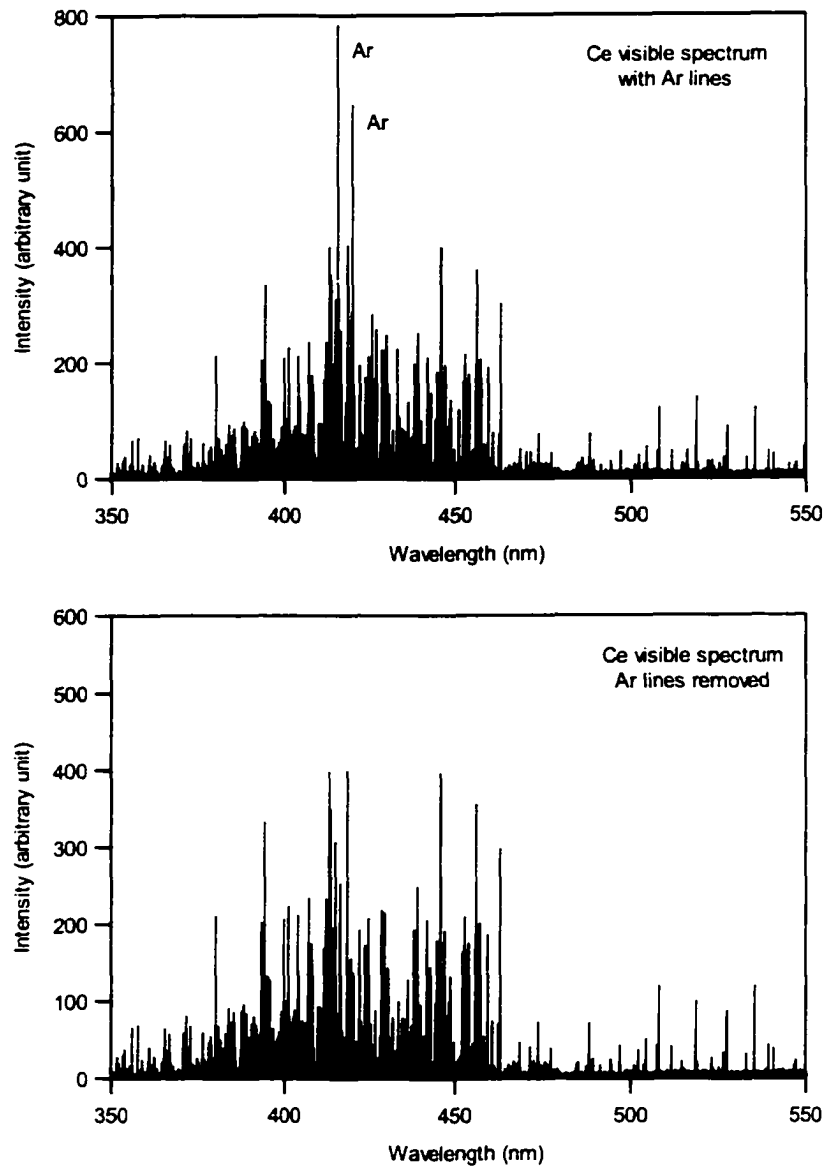 800
600
400
200
0
Intensity (arbitrary unit)
Ar
Ar
Ce visible spectrum
with Ar lines
350
400
450
500
550
Wavelength (nm)
600
500
400
300
200
100
0
Intensity (arbitrary unit)
Ce visible spectrum
Ar lines removed
350
400
450
500
550
Wavelength (nm)